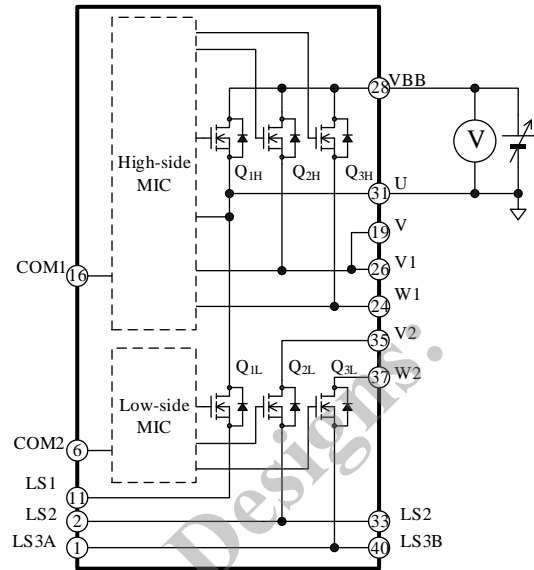 28 VBB
V
High-side
MIC
Q1H
Q2H
Q3H
31 U
19 V
COM1
16
26 V1
24 W1
35 V2
Q1L
Q2L
Q3L
37 W2
Low-side
MIC
COM2
6
LS1
11
LS2
2
33 LS2
LS3A
1
40 LS3B
Designs.